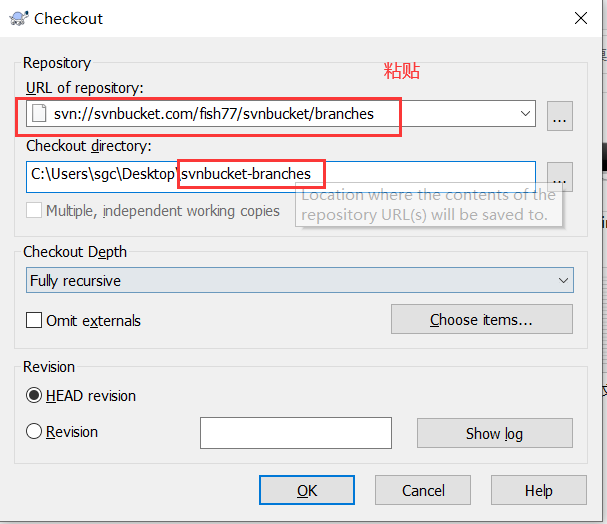 Checkout
Repository
粘贴
URL of repository:
svn://svnbucket.com/fish77/svnbucket/branches
...
Checkout directory:
C:\Users\sgc\Desktop\svnbucket-branches
...
Multiple, independent working copies
Location where the contents of the
repository URL(s) will be saved to.
Checkout Depth
Fully recursive
Omit externals
Choose items...
Revision
HEAD revision
Revision
Show log
OK
Cancel
Help